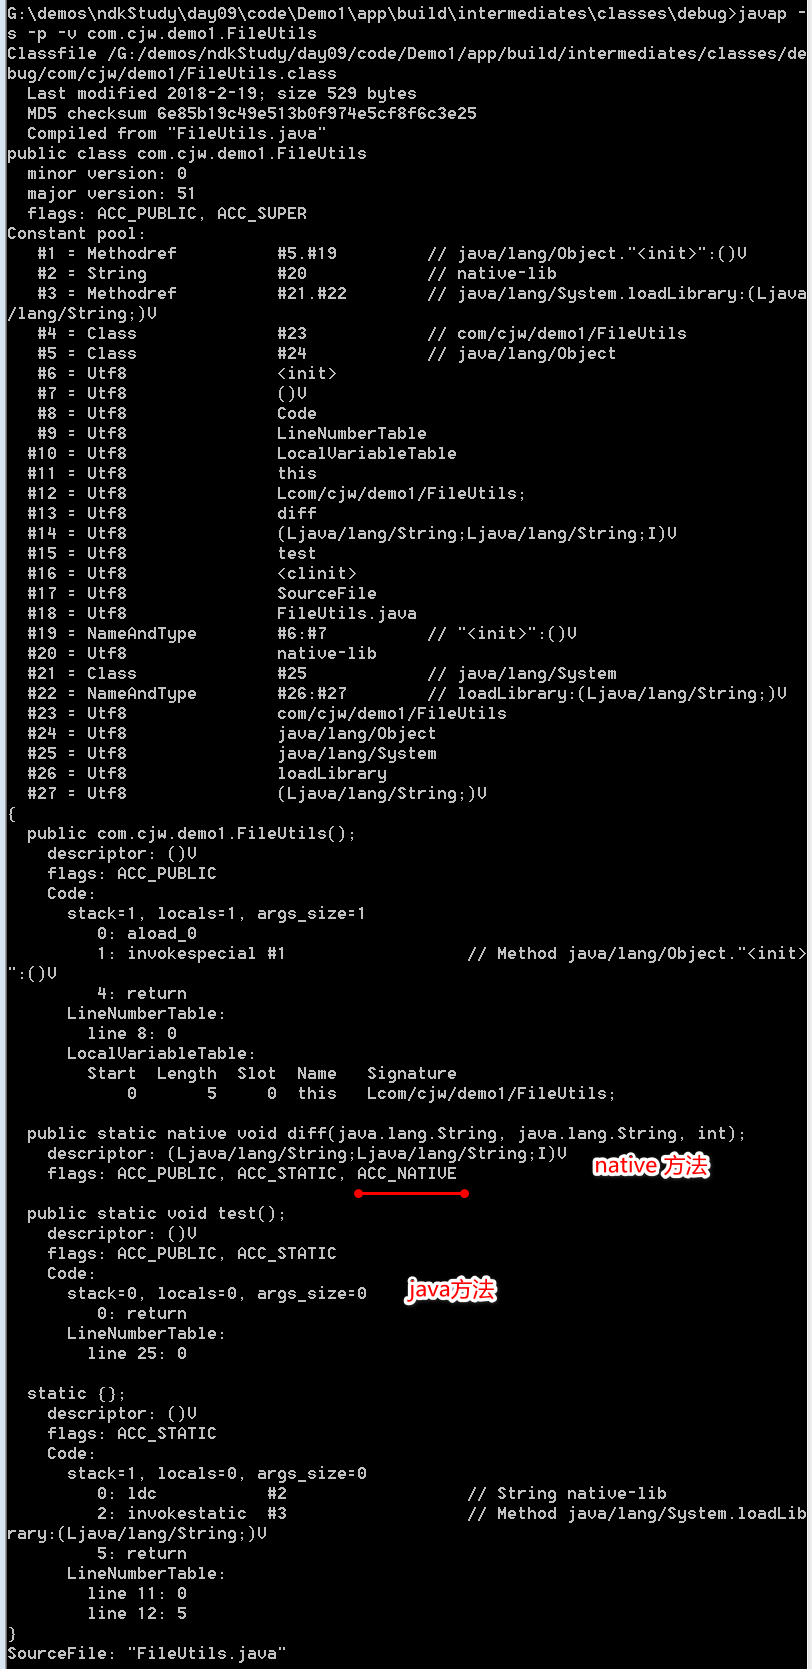 G:\demos\ndkStudy\day09\code\Demo1\app\build\intermediates\classes\debug>javap -
s -p -v com.cjw.demo1.FileUtils
Classfile /G:/demos/ndkStudy/day09/code/Demo1/app/build/intermediates/classes/de
bug/com/cjw/demo1/FileUtils.class
  Last modified 2018-2-19; size 529 bytes
  MD5 checksum 6e85b19c49e513b0f974e5cf8f6c3e25
  Compiled from "FileUtils.java"
public class com.cjw.demo1.FileUtils
  minor version: 0
  major version: 51
  flags: ACC_PUBLIC, ACC_SUPER
Constant pool:
   #1 = Methodref          #5.#19         // java/lang/Object."<init>":()V
   #2 = String             #20            // native-lib
   #3 = Methodref          #21.#22        // java/lang/System.loadLibrary:(Ljava
/lang/String;)V
   #4 = Class              #23            // com/cjw/demo1/FileUtils
   #5 = Class              #24            // java/lang/Object
   #6 = Utf8               <init>
   #7 = Utf8               ()V
   #8 = Utf8               Code
   #9 = Utf8               LineNumberTable
  #10 = Utf8               LocalVariableTable
  #11 = Utf8               this
  #12 = Utf8               Lcom/cjw/demo1/FileUtils;
  #13 = Utf8               diff
  #14 = Utf8               (Ljava/lang/String;Ljava/lang/String;I)V
  #15 = Utf8               test
  #16 = Utf8               <clinit>
  #17 = Utf8               SourceFile
  #18 = Utf8               FileUtils.java
  #19 = NameAndType        #6:#7          // "<init>":()V
  #20 = Utf8               native-lib
  #21 = Class              #25            // java/lang/System
  #22 = NameAndType        #26:#27        // loadLibrary:(Ljava/lang/String;)V
  #23 = Utf8               com/cjw/demo1/FileUtils
  #24 = Utf8               java/lang/Object
  #25 = Utf8               java/lang/System
  #26 = Utf8               loadLibrary
  #27 = Utf8               (Ljava/lang/String;)V
{
  public com.cjw.demo1.FileUtils();
    descriptor: ()V
    flags: ACC_PUBLIC
    Code:
      stack=1, locals=1, args_size=1
         0: aload_0
         1: invokespecial #1                  // Method java/lang/Object."<init>
":()V
         4: return
      LineNumberTable:
        line 8: 0
      LocalVariableTable:
        Start  Length  Slot  Name   Signature
            0       5     0  this   Lcom/cjw/demo1/FileUtils;

  public static native void diff(java.lang.String, java.lang.String, int);
    descriptor: (Ljava/lang/String;Ljava/lang/String;I)V
    flags: ACC_PUBLIC, ACC_STATIC, ACC_NATIVE
native 方法

  public static void test();
    descriptor: ()V
    flags: ACC_PUBLIC, ACC_STATIC
    Code:
      stack=0, locals=0, args_size=0
java方法
         0: return
      LineNumberTable:
        line 25: 0

  static {};
    descriptor: ()V
    flags: ACC_STATIC
    Code:
      stack=1, locals=0, args_size=0
         0: ldc           #2                  // String native-lib
         2: invokestatic  #3                  // Method java/lang/System.loadLib
rary:(Ljava/lang/String;)V
         5: return
      LineNumberTable:
        line 11: 0
        line 12: 5
}
SourceFile: "FileUtils.java"